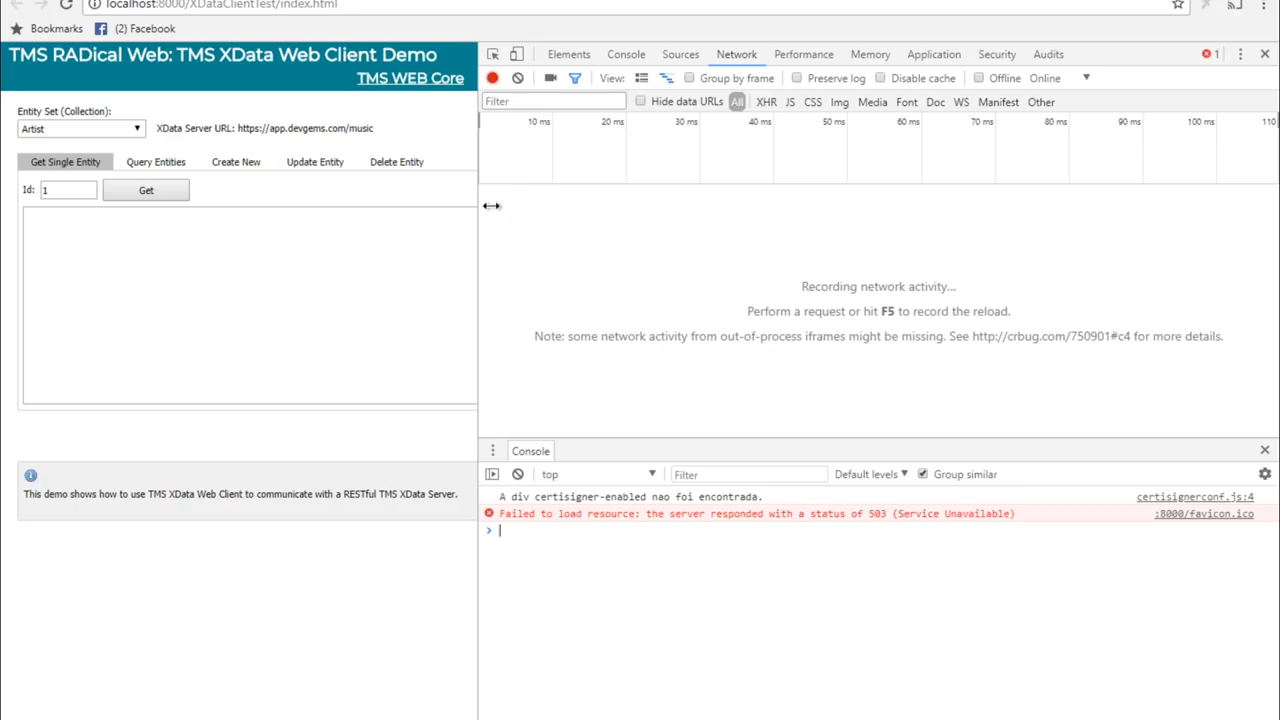 localhost:8000/XDataClientTest/index.html
Bookmarks (2) Facebook
TMS RADical Web: TMS XData Web Client Demo
TMS WEB Core
Entity Set (Collection):
Artist XData Server URL: https://app.devgems.com/music
Get Single Entity Query Entities Create New Update Entity Delete Entity
Id: 1 Get
This demo shows how to use TMS XData Web Client to communicate with a RESTful TMS XData Server.
Elements Console Sources Network Performance Memory Application Security Audits 1
View: Group by frame Preserve log Disable cache Offline Online
Filter Hide data URLs All XHR JS CSS Img Media Font Doc WS Manifest Other
10 ms 20 ms 30 ms 40 ms 50 ms 60 ms 70 ms 80 ms 90 ms 100 ms 110
Recording network activity...
Perform a request or hit F5 to record the reload.
Note: some network activity from out-of-process iframes might be missing. See http://crbug.com/750901#c4 for more details.
Console
top Filter Default levels Group similar
A div certisigner-enabled nao foi encontrada. certisignerconf.js:4
Failed to load resource: the server responded with a status of 503 (Service Unavailable) :8000/favicon.ico